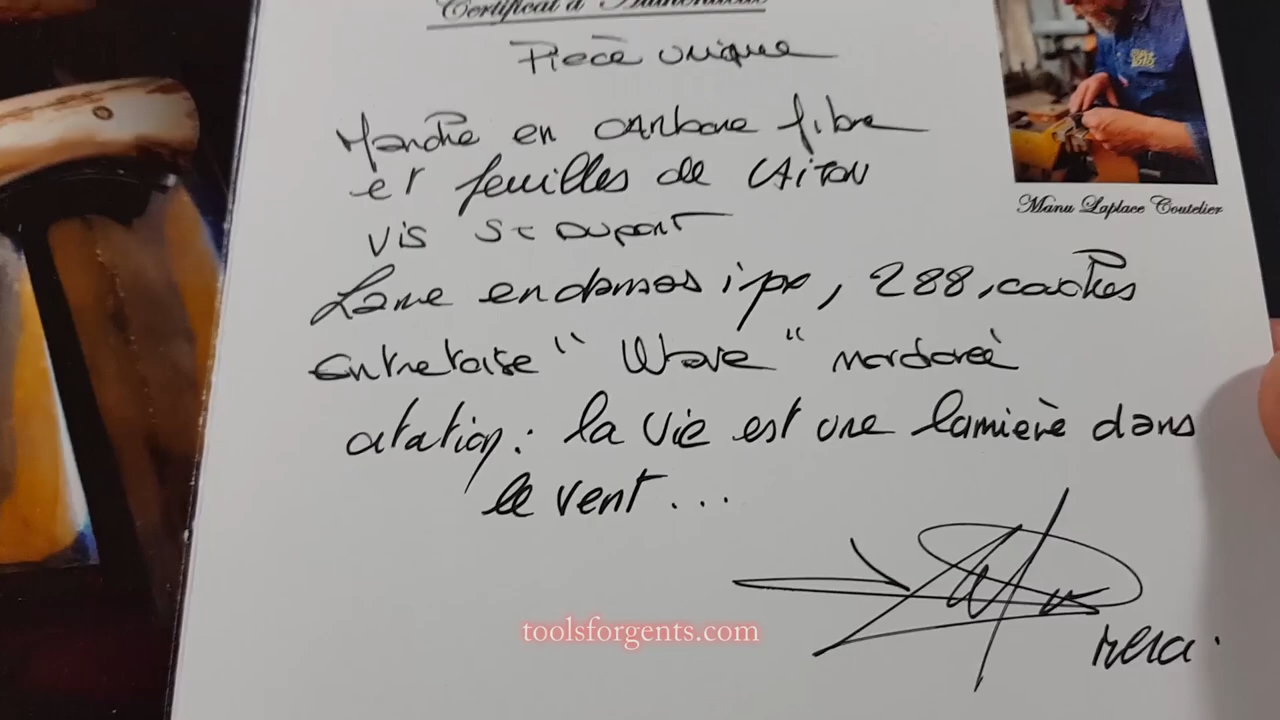 Certificat d'Authenticité
Pièce unique
Manche en carbone fibre
et feuilles de laiton
Vis ST Dupont
Lame en damas inox, 288 couches
Entretoise "Wave" mordorée
citation : la vie est une lumière dans
le vent...
merci.
Manu Laplace Coutelier
toolsforgents.com